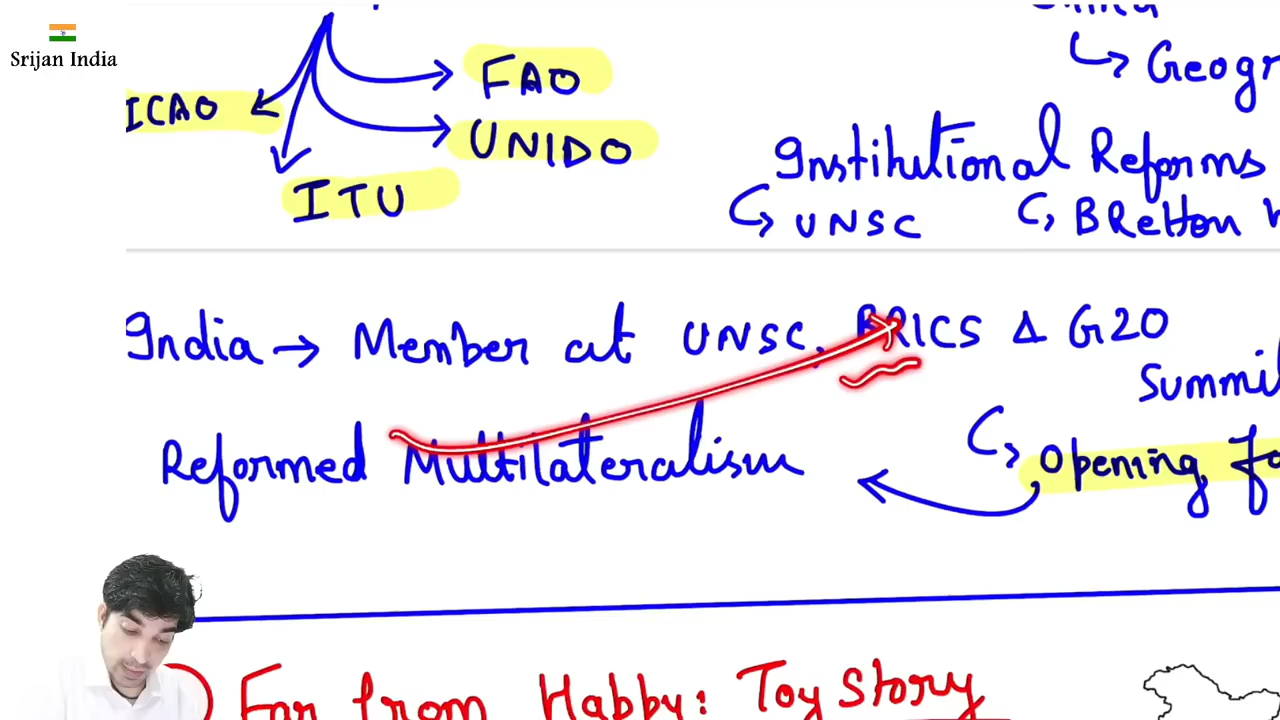 Srijan India
FAO
ICAO
UNIDO
ITU
Geogr
Institutional Reforms
UNSC
BRetton
India → Member at UNSC, BRICS & G20
Summi
Reformed Multilateralism
Opening fo
Far from Habby: Toy Story